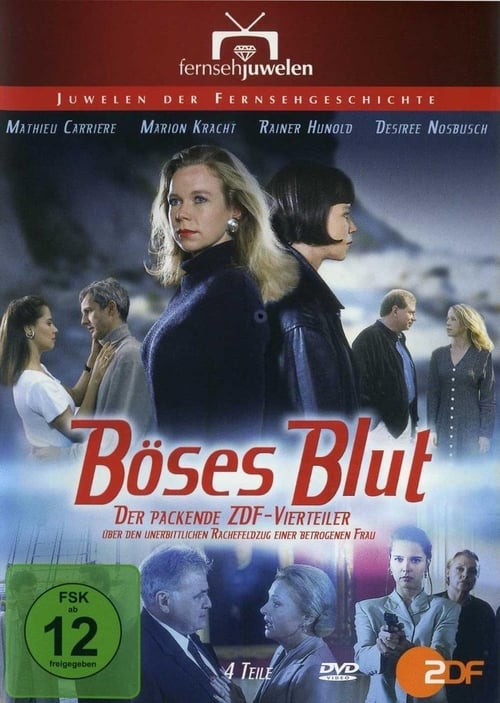 fernsehjuwelen
JUWELEN DER FERNSEHGESCHICHTE
MATHIEU CARRIERE MARION KRACHT RAINER HUNOLD DESIREE NOSBUSCH
Böses Blut
DER PACKENDE ZDF-VIERTEILER
ÜBER DEN UNERBITTLICHEN RACHEFELDZUG EINER BETROGENEN FRAU
FSK
ab
12
freigegeben
4 TEILE
DVD
VIDEO
ZDF